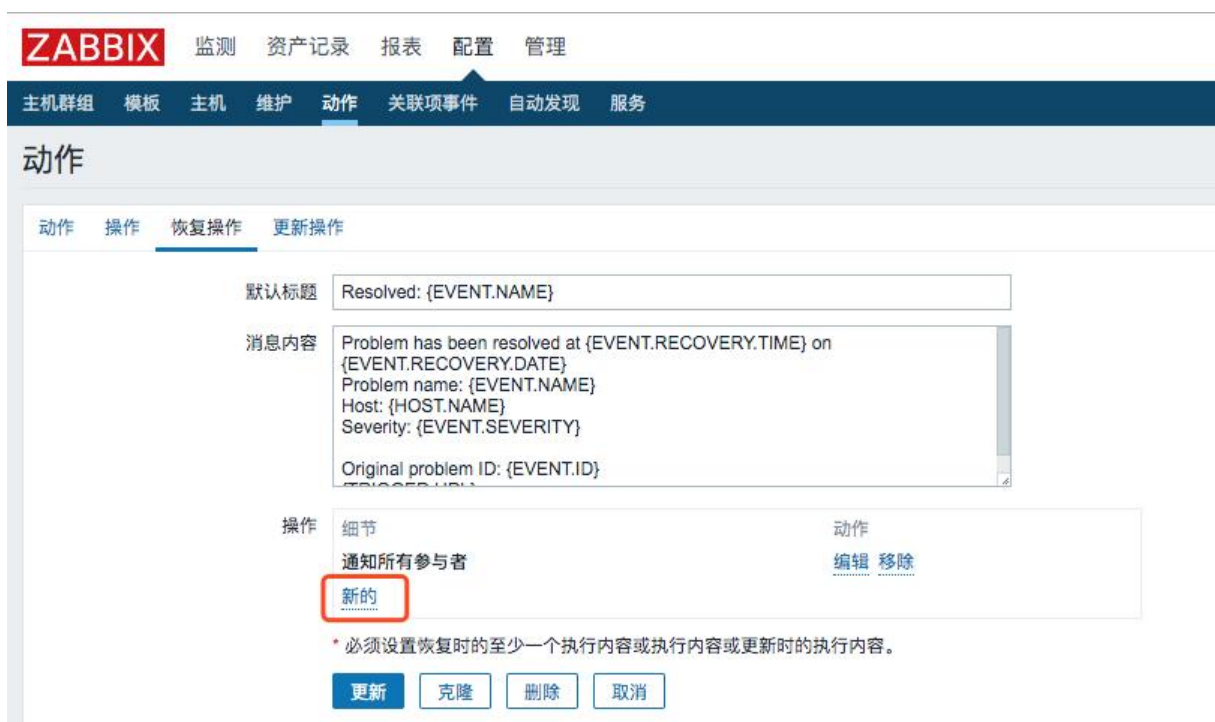 ZABBIX 监测 资产记录 报表 配置 管理
主机群组 模板 主机 维护 动作 关联项事件 自动发现 服务
动作
动作 操作 恢复操作 更新操作
默认标题 Resolved: {EVENT.NAME}
消息内容 Problem has been resolved at {EVENT.RECOVERY.TIME} on
{EVENT.RECOVERY.DATE}
Problem name: {EVENT.NAME}
Host: {HOST.NAME}
Severity: {EVENT.SEVERITY}
Original problem ID: {EVENT.ID}
操作 细节 动作
通知所有参与者 编辑 移除
新的
* 必须设置恢复时的至少一个执行内容或执行内容或更新时的执行内容。
更新 克隆 删除 取消